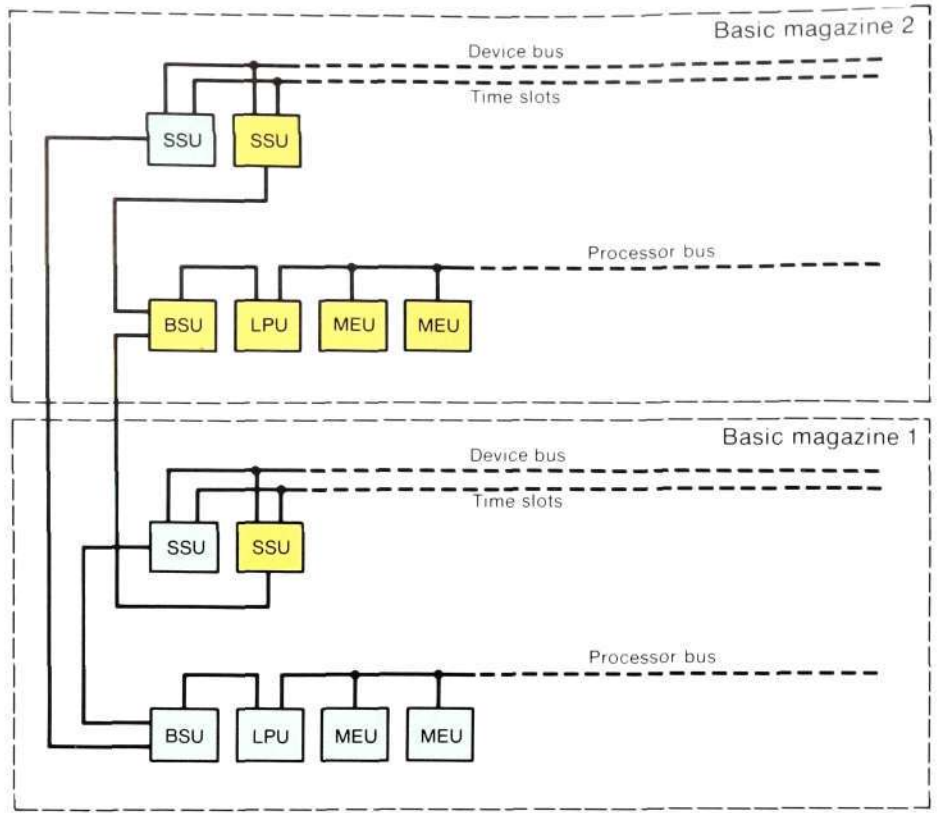 Basic magazine 2
Device bus
Time slots
SSU
SSU
Processor bus
BSU
LPU
MEU
MEU
Basic magazine 1
Device bus
Time slots
SSU
SSU
Processor bus
BSU
LPU
MEU
MEU